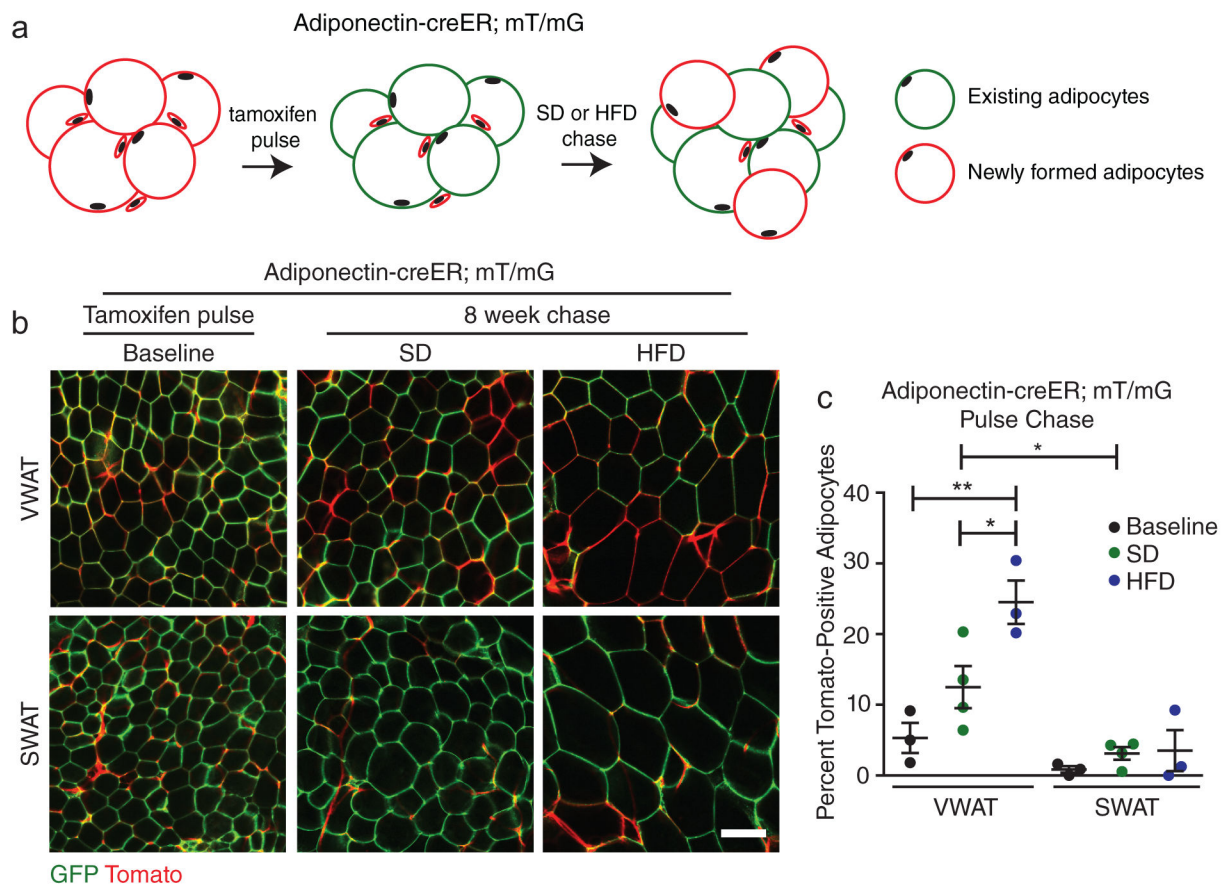 a
Adiponectin-creER; mT/mG
tamoxifen
pulse
SD or HFD
chase
Existing adipocytes
Newly formed adipocytes
Adiponectin-creER; mT/mG
b
Tamoxifen pulse
8 week chase
Baseline
SD
HFD
VWAT
SWAT
GFP Tomato
c
Adiponectin-creER; mT/mG
Pulse Chase
*
**
*
Percent Tomato-Positive Adipocytes
40
30
20
10
0
Baseline
SD
HFD
VWAT
SWAT